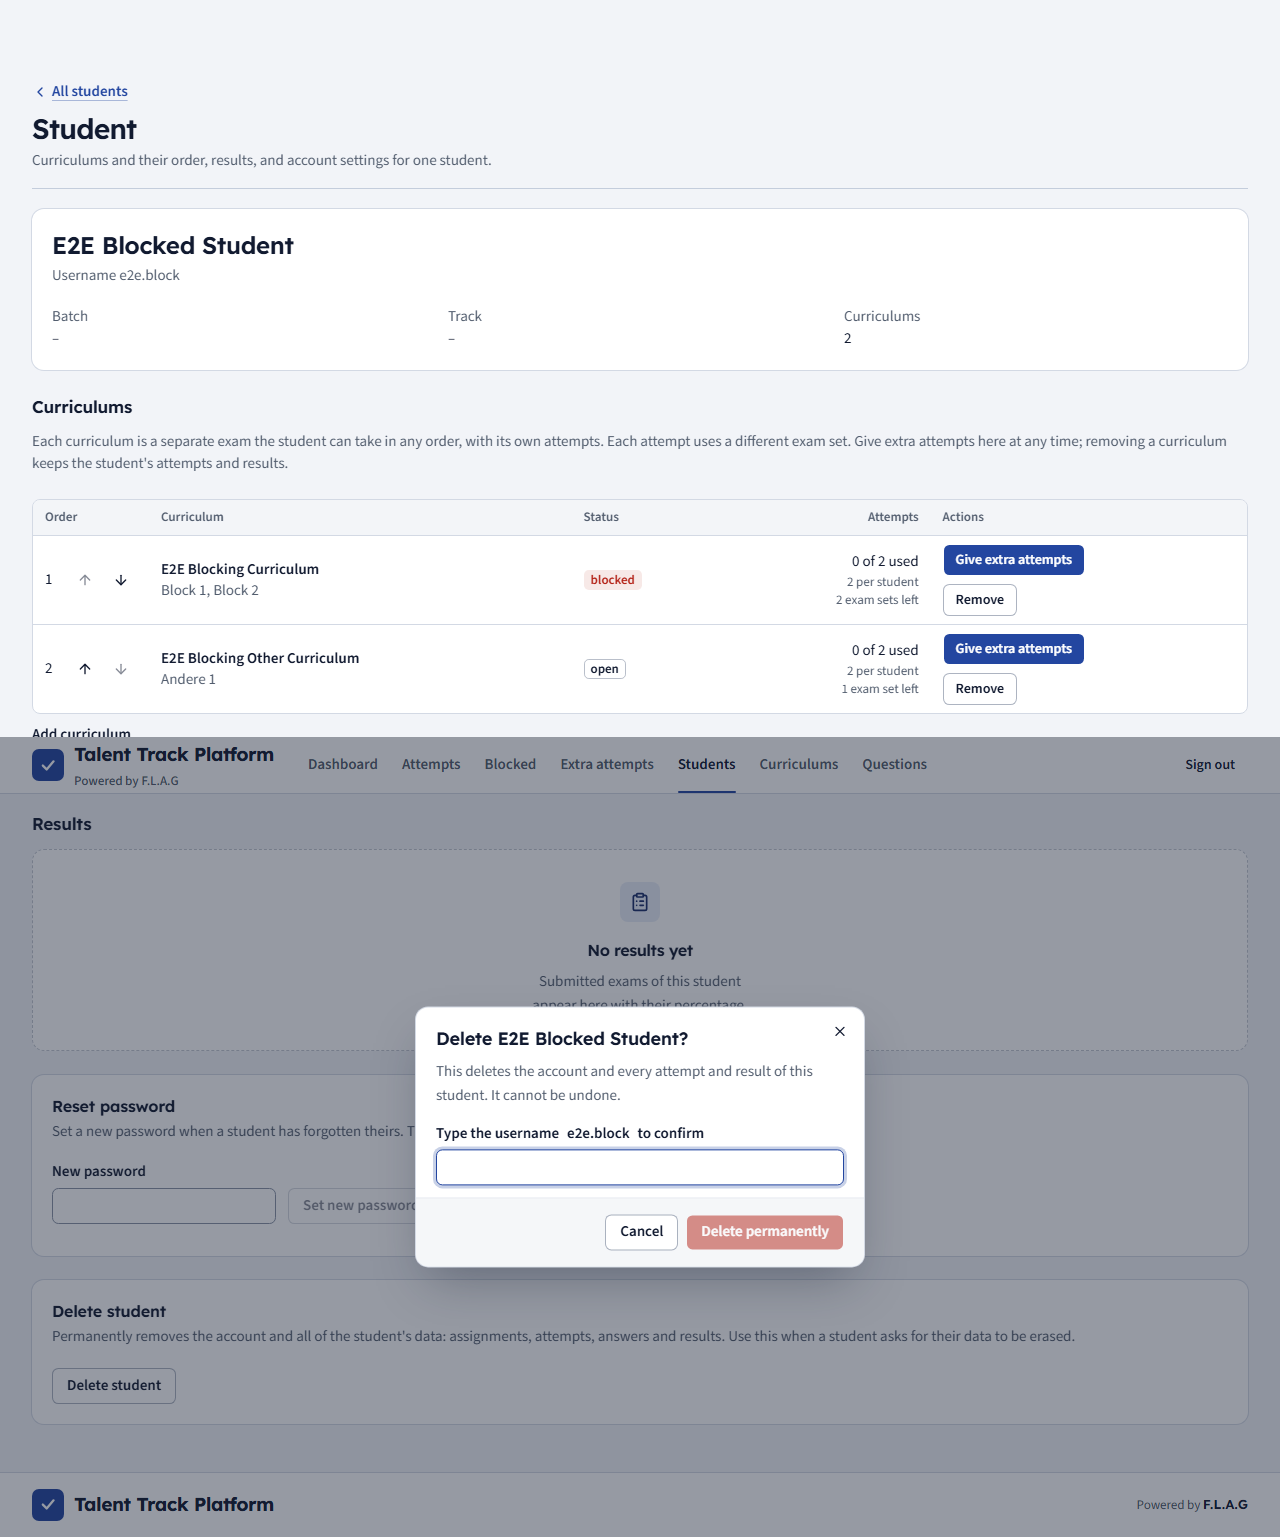 All students
Student
Curriculums and their order, results, and account settings for one student.
E2E Blocked Student
Username e2e.block
Batch
Track
Curriculums
–
–
2
Curriculums
Each curriculum is a separate exam the student can take in any order, with its own attempts. Each attempt uses a different exam set. Give extra attempts here at any time; removing a curriculum
keeps the student's attempts and results.
Order
Curriculum
Status
Attempts
Actions
1
E2E Blocking Curriculum
Block 1, Block 2
blocked
0 of 2 used
2 per student
2 exam sets left
Give extra attempts
Remove
2
E2E Blocking Other Curriculum
Andere 1
open
0 of 2 used
2 per student
1 exam set left
Give extra attempts
Remove
Add curriculum
Talent Track Platform
Powered by F.L.A.G
Dashboard
Attempts
Blocked
Extra attempts
Students
Curriculums
Questions
Sign out
Results
No results yet
Submitted exams of this student
appear here with their percentage
Delete E2E Blocked Student?
This deletes the account and every attempt and result of this
student. It cannot be undone.
Type the username e2e.block to confirm
Cancel
Delete permanently
Reset password
Set a new password when a student has forgotten theirs.
New password
Set new password
Delete student
Permanently removes the account and all of the student's data: assignments, attempts, answers and results. Use this when a student asks for their data to be erased.
Delete student
Talent Track Platform
Powered by F.L.A.G